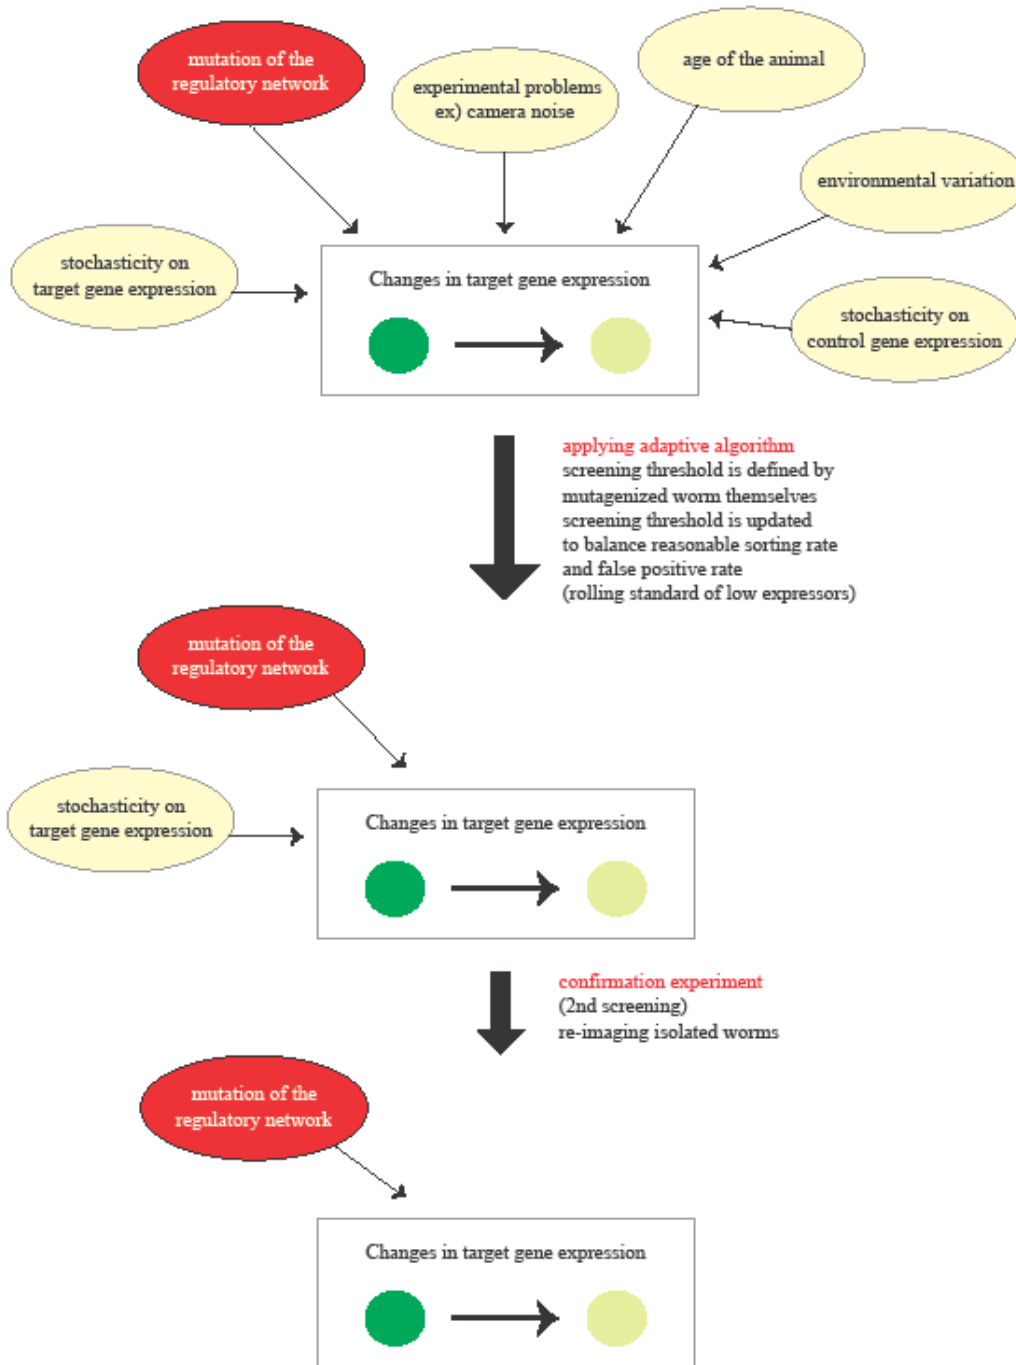 mutation of the
regulatory network
experimental problems
ex) camera noise
age of the animal
environmental variation
stochasticity on
target gene expression
Changes in target gene expression
stochasticity on
control gene expression
applying adaptive algorithm
screening threshold is defined by
mutagenized worm themselves
screening threshold is updated
to balance reasonable sorting rate
and false positive rate
(rolling standard of low expressors)
mutation of the
regulatory network
stochasticity on
target gene expression
Changes in target gene expression
confirmation experiment
(2nd screening)
re-imaging isolated worms
mutation of the
regulatory network
Changes in target gene expression